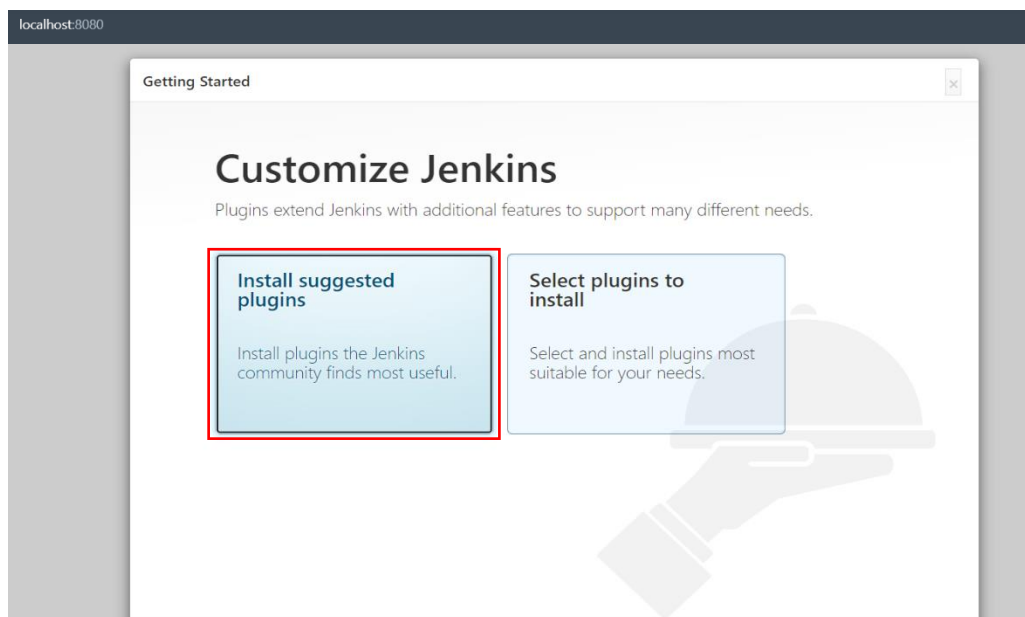 localhost:8080
Getting Started
×
Customize Jenkins
Plugins extend Jenkins with additional features to support many different needs.
Install suggested
plugins
Install plugins the Jenkins
community finds most useful.
Select plugins to
install
Select and install plugins most
suitable for your needs.